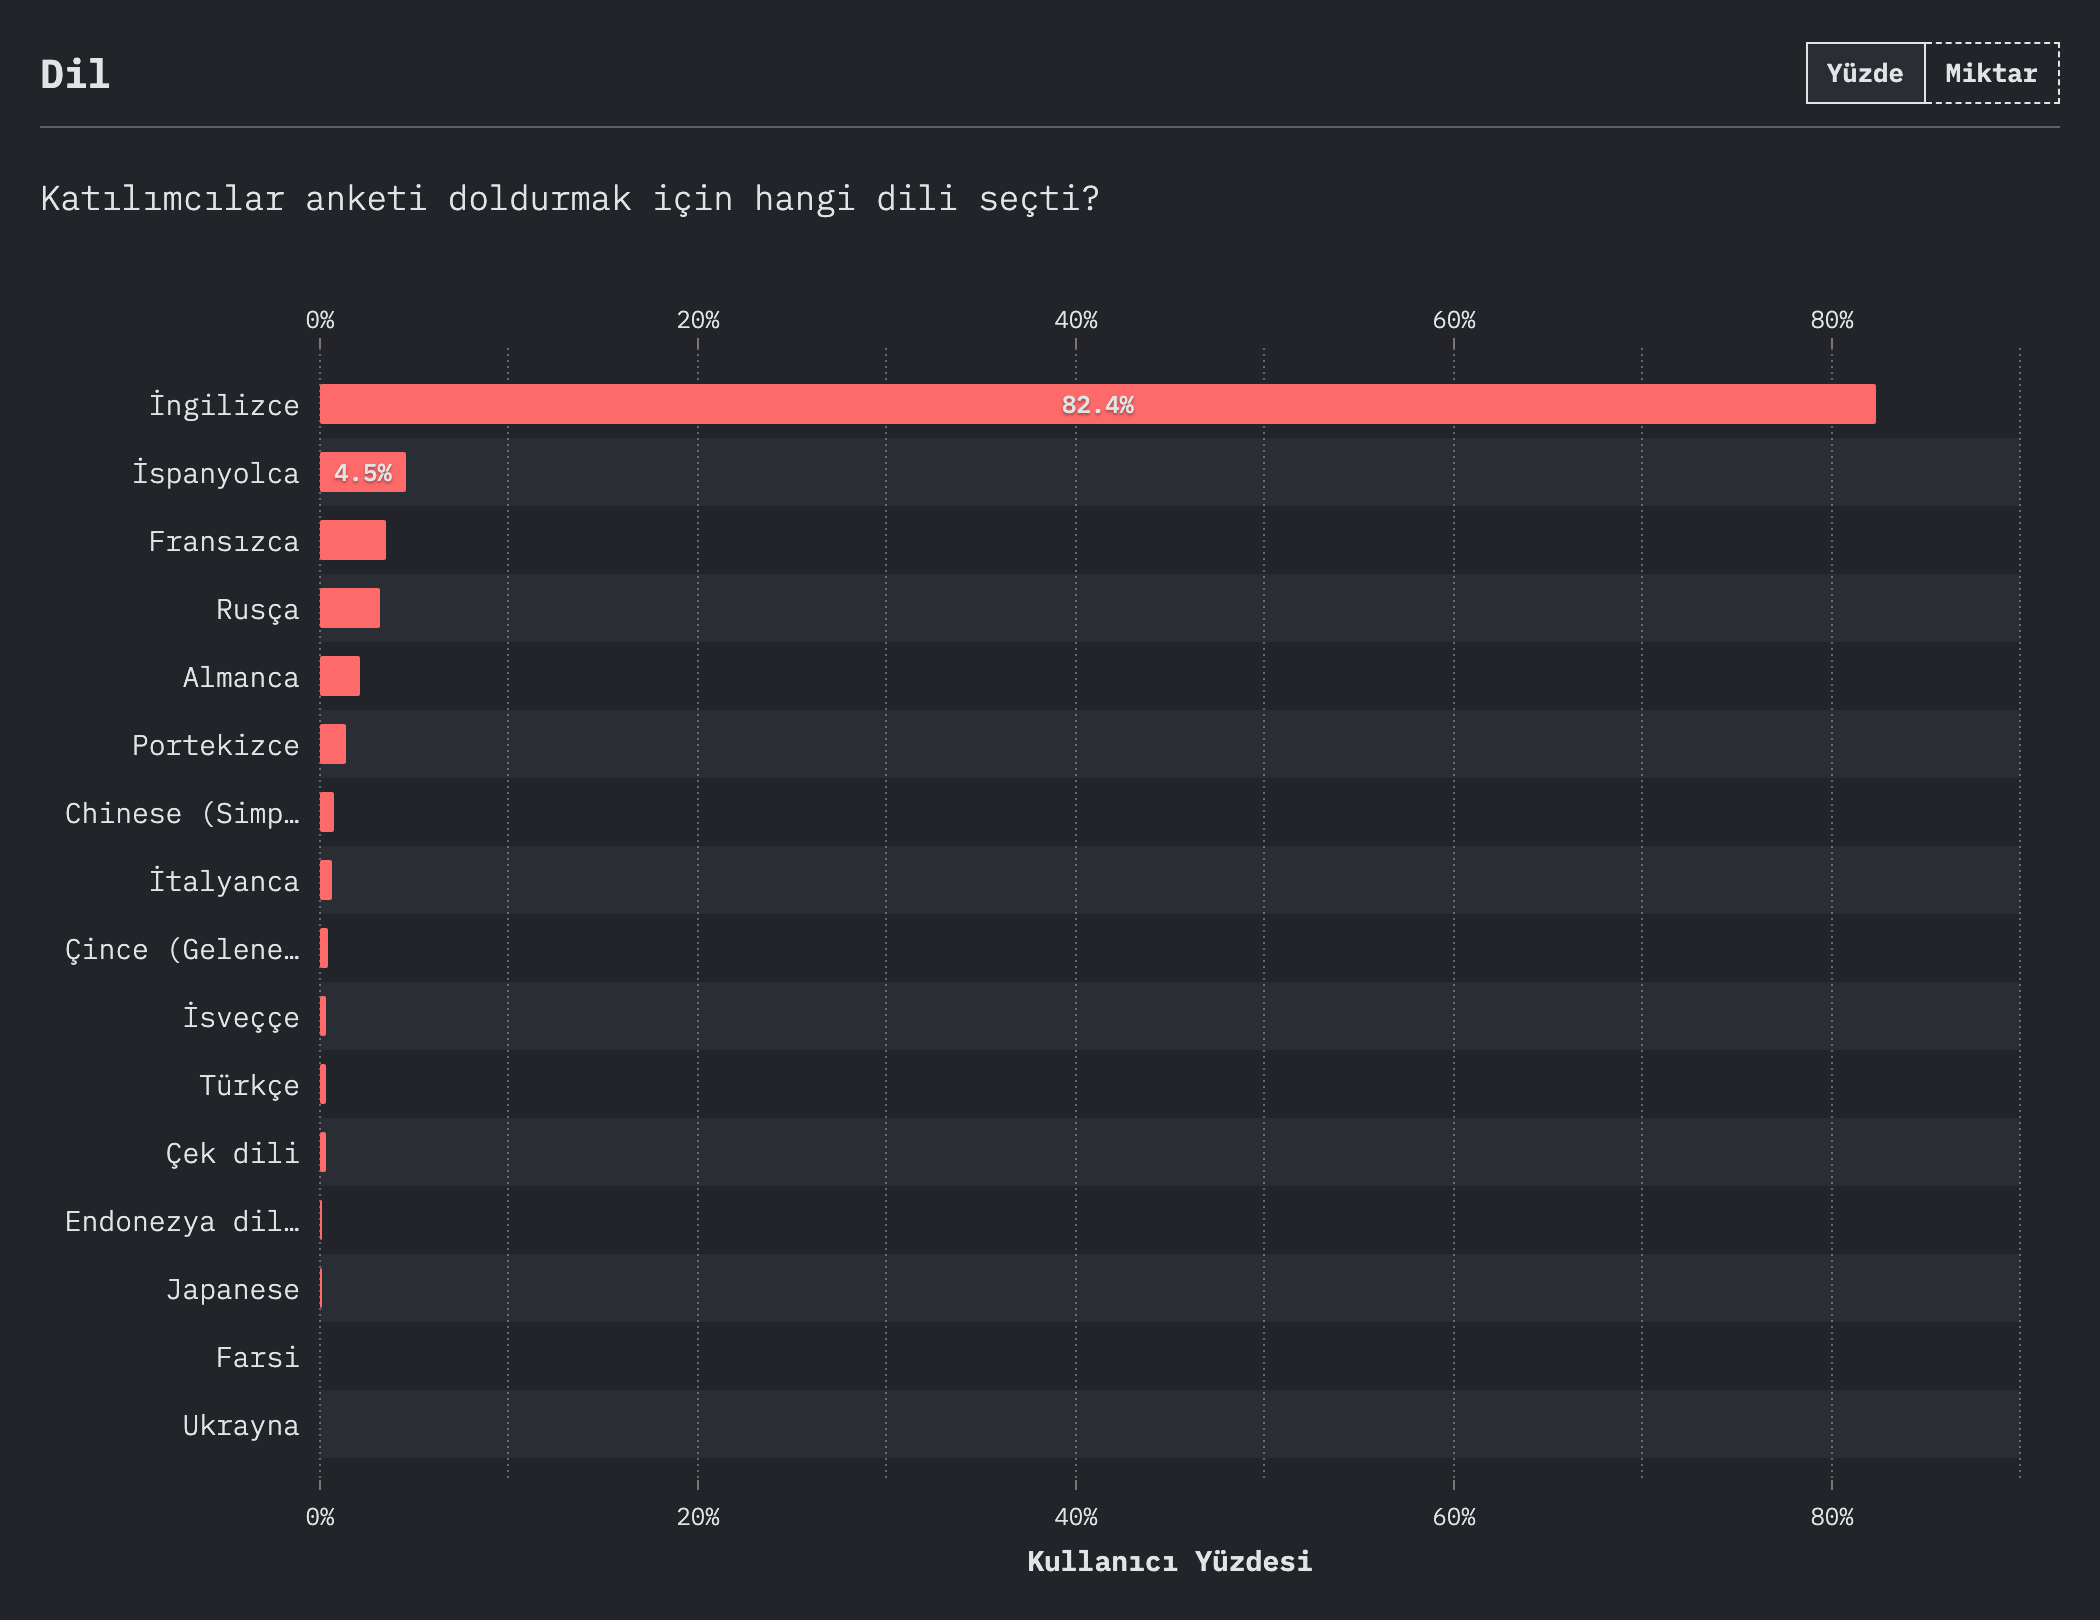 Dil
Yüzde Miktar
Katılımcılar anketi doldurmak için hangi dili seçti?
0% 20% 40% 60% 80%
İngilizce 82.4%
İspanyolca 4.5%
Fransızca
Rusça
Almanca
Portekizce
Chinese (Simp…
İtalyanca
Çince (Gelene…
İsveççe
Türkçe
Çek dili
Endonezya dil…
Japanese
Farsi
Ukrayna
0% 20% 40% 60% 80%
Kullanıcı Yüzdesi